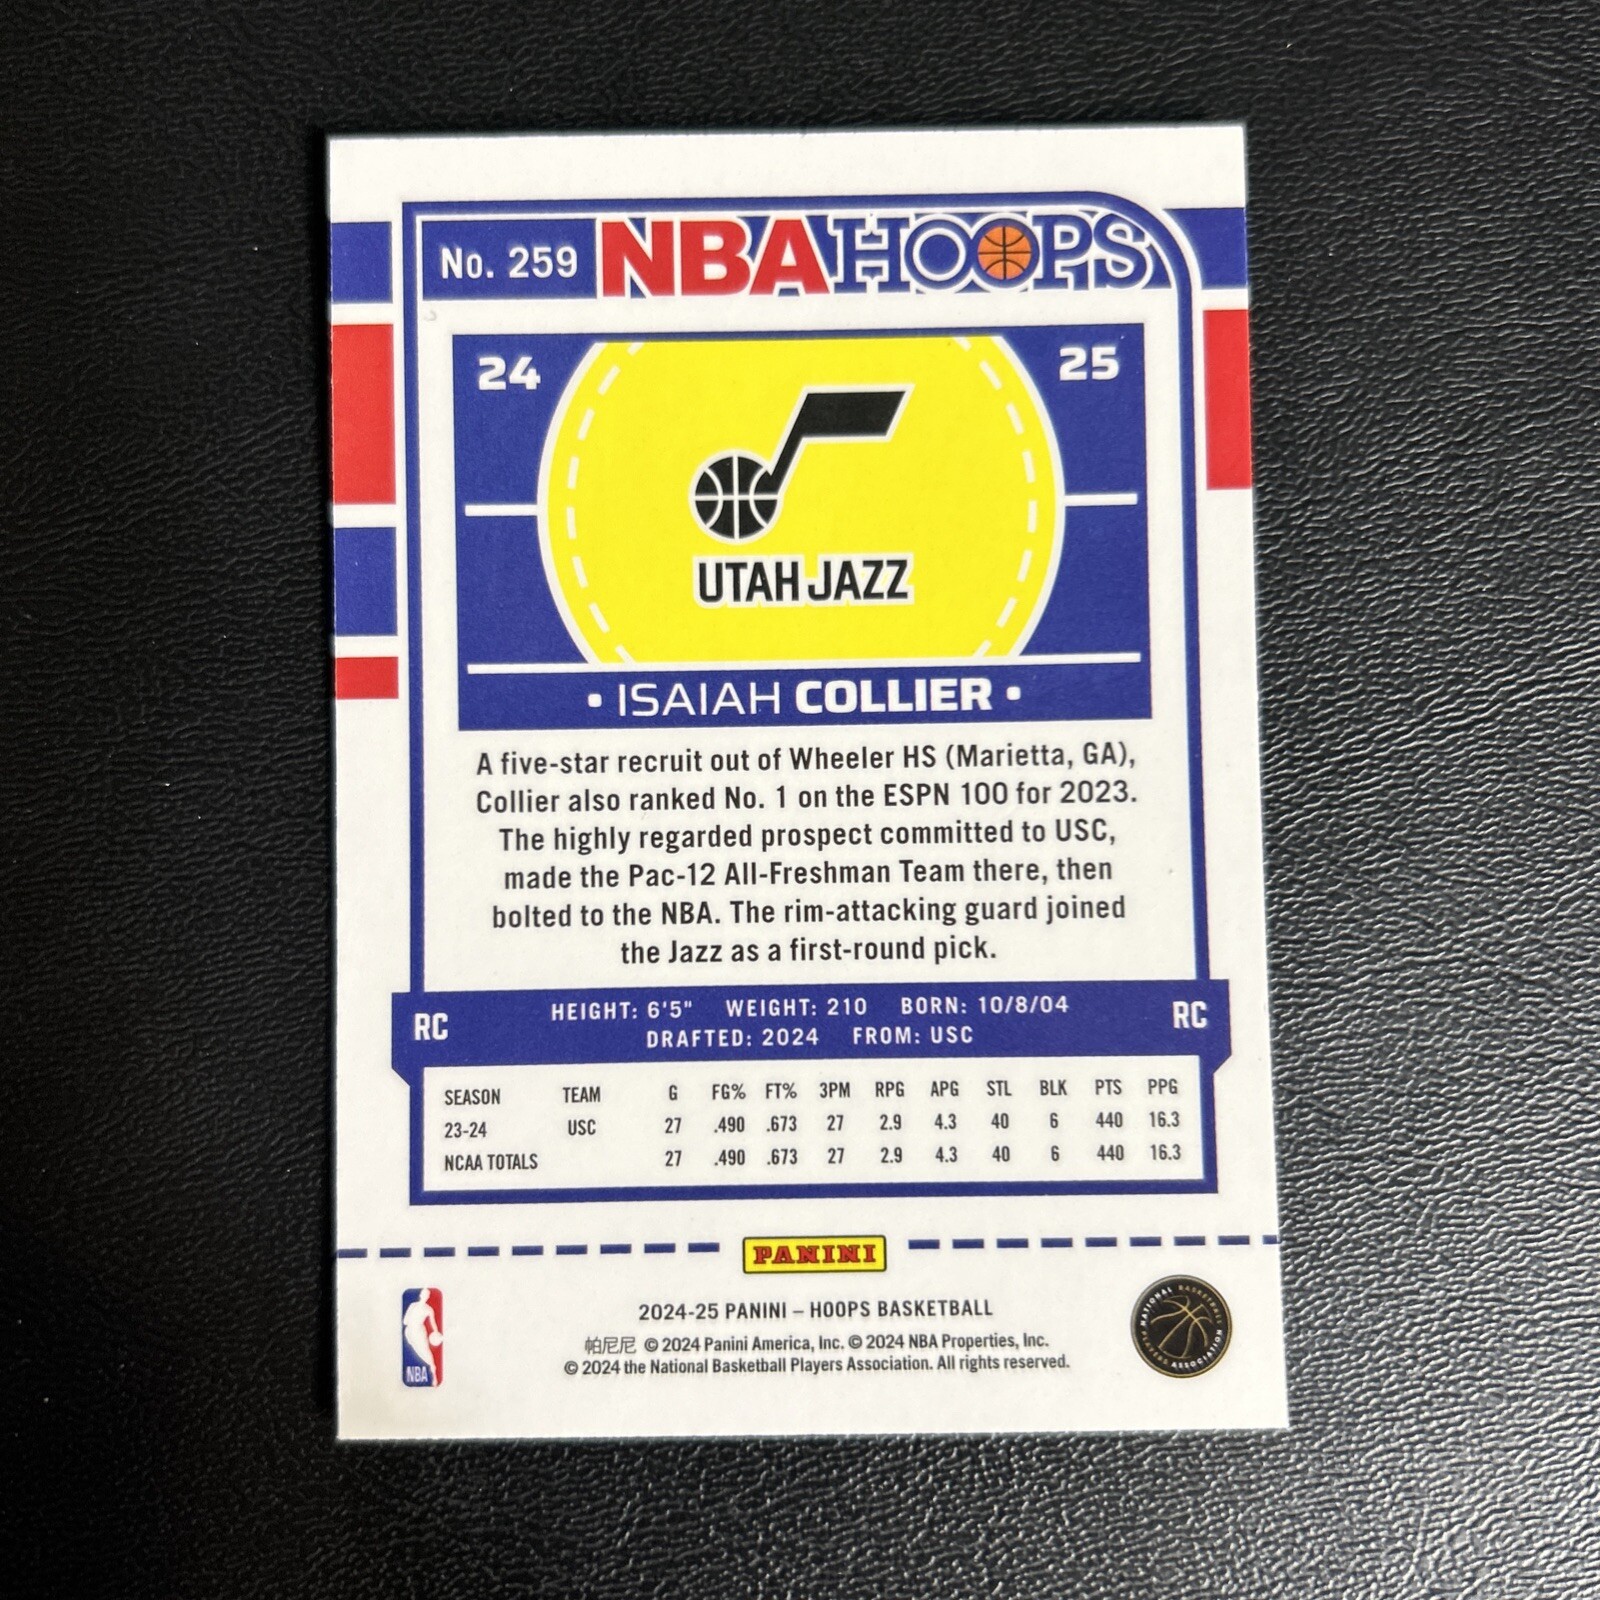 No. 259 NBA HOOPS
24 25
UTAH JAZZ
• ISAIAH COLLIER •
A five-star recruit out of Wheeler HS (Marietta, GA),
Collier also ranked No. 1 on the ESPN 100 for 2023.
The highly regarded prospect committed to USC,
made the Pac-12 All-Freshman Team there, then
bolted to the NBA. The rim-attacking guard joined
the Jazz as a first-round pick.
RC HEIGHT: 6'5" WEIGHT: 210 BORN: 10/8/04 RC
DRAFTED: 2024 FROM: USC
SEASON TEAM G FG% FT% 3PM RPG APG STL BLK PTS PPG
23-24 USC 27 .490 .673 27 2.9 4.3 40 6 440 16.3
NCAA TOTALS 27 .490 .673 27 2.9 4.3 40 6 440 16.3
PANINI
2024-25 PANINI – HOOPS BASKETBALL
帕尼尼 © 2024 Panini America, Inc. © 2024 NBA Properties, Inc.
© 2024 the National Basketball Players Association. All rights reserved.
NBA
NATIONAL BASKETBALL
PLAYERS ASSOCIATION